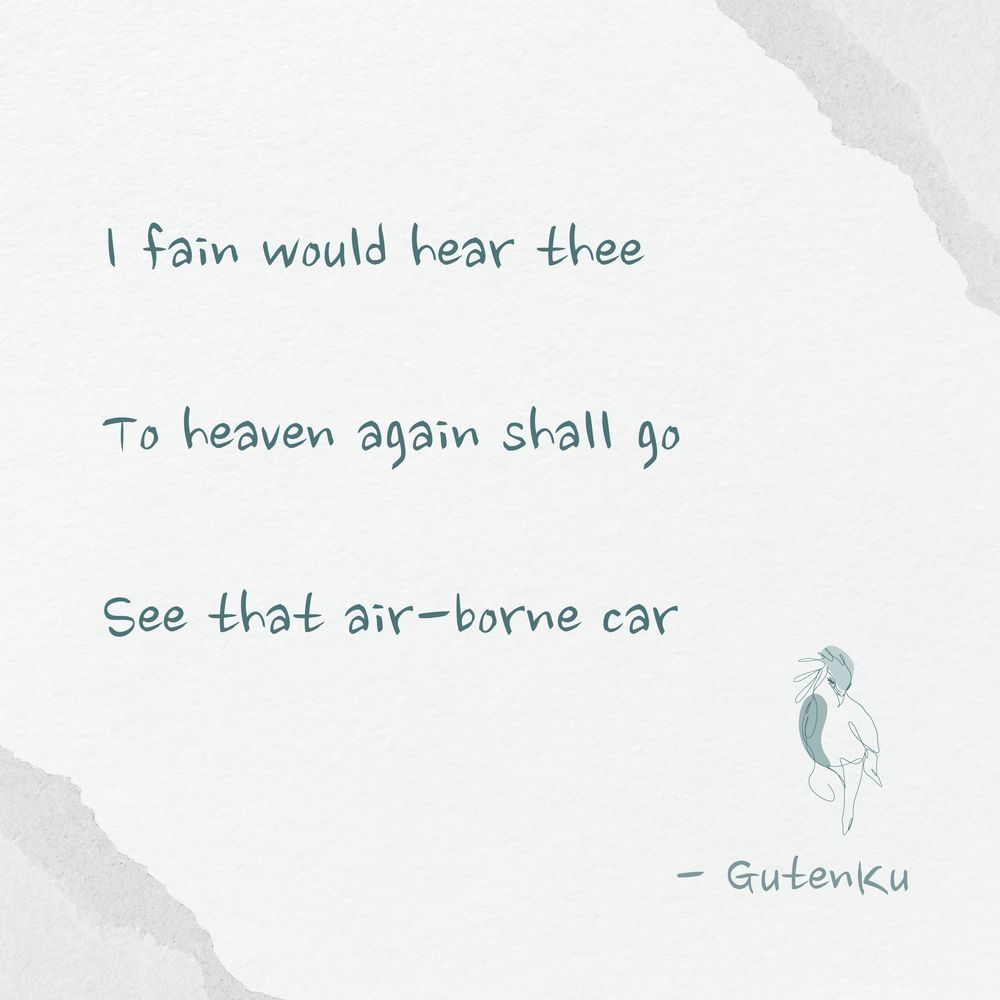 I fain would hear thee
To heaven again shall go
See that air-borne car
- GutenKu